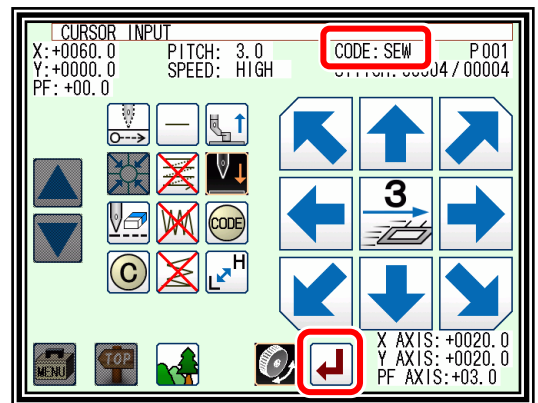 CURSOR INPUT
X:+0060.0 PITCH: 3.0 CODE: SEW P001
Y:+0000.0 SPEED: HIGH STITCH: 00004/00004
PF:+00.0
3
CODE
C
H
L
X AXIS: +0020.0
Y AXIS: +0020.0
PF AXIS:+03.0
MENU
TOP